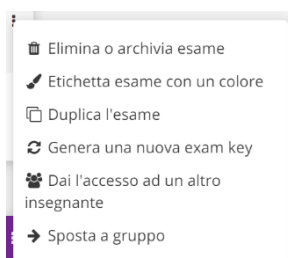 Elimina o archivia esame
Etichetta esame con un colore
Duplica l'esame
Genera una nuova exam key
Dai l'accesso ad un altro
insegnante
Sposta a gruppo